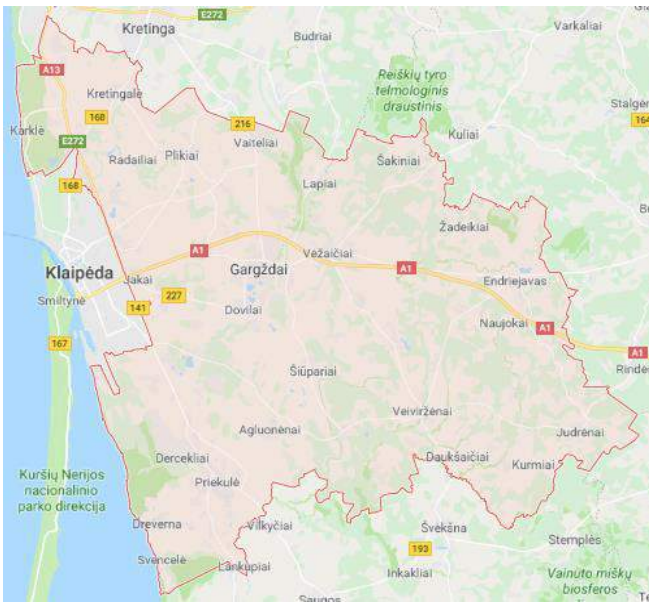 E272
Kretinga
Varkaliai
Budriai
A13
Reiškių tyro
telmologinis
draustinis
Kretingalė
168
216
164
Karklė
E272
Kuliai
Radailiai
Plikiai
Vaiteliai
Šakiniai
168
Lapiai
Žadeikiai
A1
Vėžaičiai
Klaipėda
Gargždai
A1
Jakai
Endriejavas
Smiltynė
227
141
Dovilai
Naujokai
A1
167
A1
Šiūpariai
Veiviržėnai
Agluonėnai
Judrėnai
Dercekliai
Daukšaičiai
Kurmiai
Kuršių Nerijos
nacionalinio
parko direkcija
Priekulė
Dreverna
Vilkyčiai
Švekšna
Stemplės
193
Svencelė
Lankupiai
Inkakliai
Vainuto miškų
biosferos
Saugos